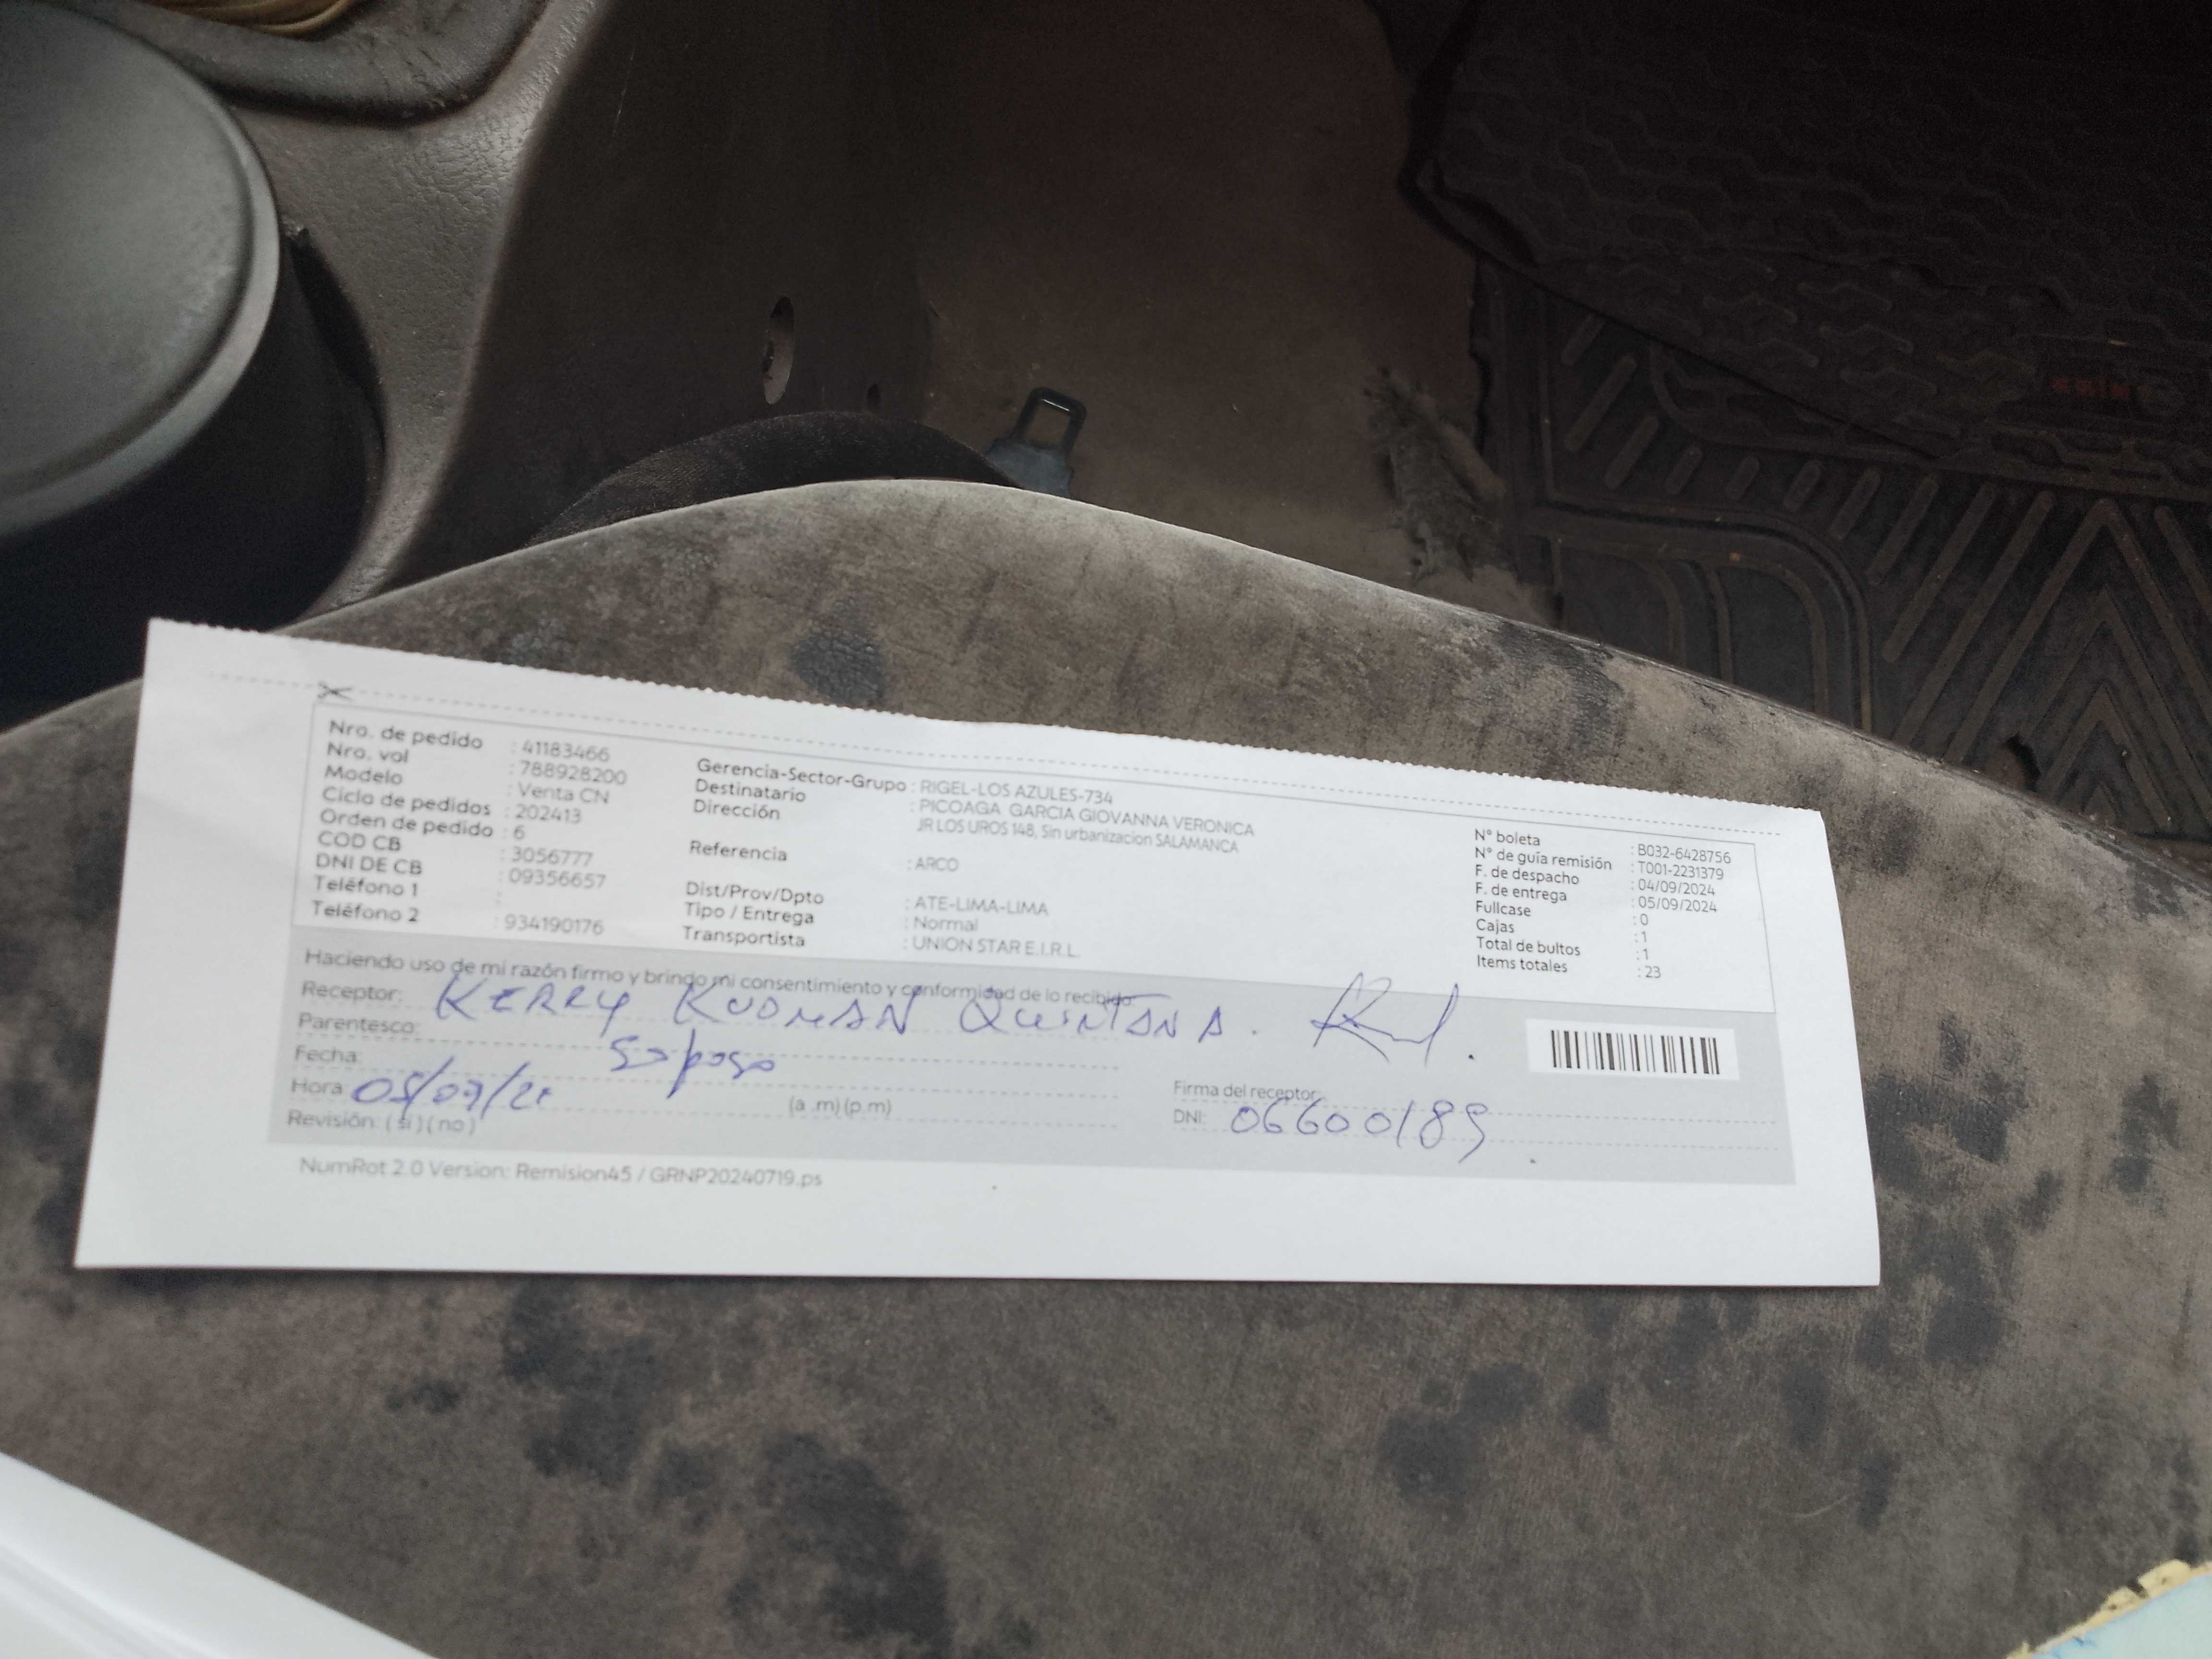 Nro. de pedido : 41183466
Nro. vol : 788928200
Modelo : Venta CN
Ciclo de pedidos : 202413
Orden de pedido : 6
COD CB : 3056777
DNI DE CB : 09356657
Teléfono 1 :
Teléfono 2 : 934190176
Gerencia-Sector-Grupo : RIGEL-LOS AZULES-734
Destinatario : PICOAGA GARCIA GIOVANNA VERONICA
Dirección JR LOS UROS 148, Sin urbanizacion SALAMANCA
Referencia : ARCO
Dist/Prov/Dpto : ATE-LIMA-LIMA
Tipo / Entrega : Normal
Transportista : UNION STAR E.I.R.L.
N° boleta : B032-6428756
N° de guía remisión : T001-2231379
F. de despacho : 04/09/2024
F. de entrega : 05/09/2024
Fullcase : 0
Cajas : 1
Total de bultos : 1
Items totales : 23
Haciendo uso de mi razón firmo y brindo mi consentimiento y conformidad de lo recibido
Receptor: KERRY QUINTANA.
Parentesco: Esposo
Fecha:
Hora (a .m) (p.m)
Revisión: ( si ) ( no )
Firma del receptor:
DNI: 06600189
NumRot 2.0 Version: Remision45 / GRNP20240719.ps